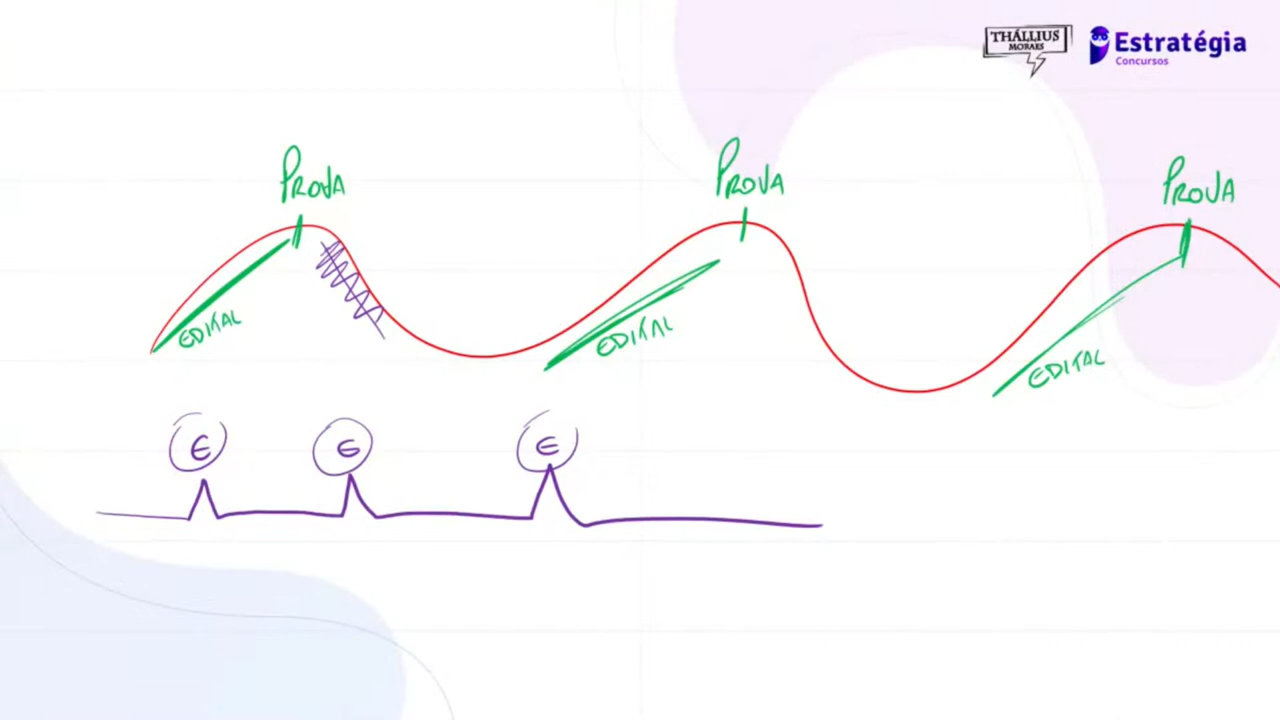 THÁLLIUS
MORAES
Estratégia
Concursos
PROVA
PROVA
PROVA
EDITAL
EDITAL
EDITAL
E
E
E